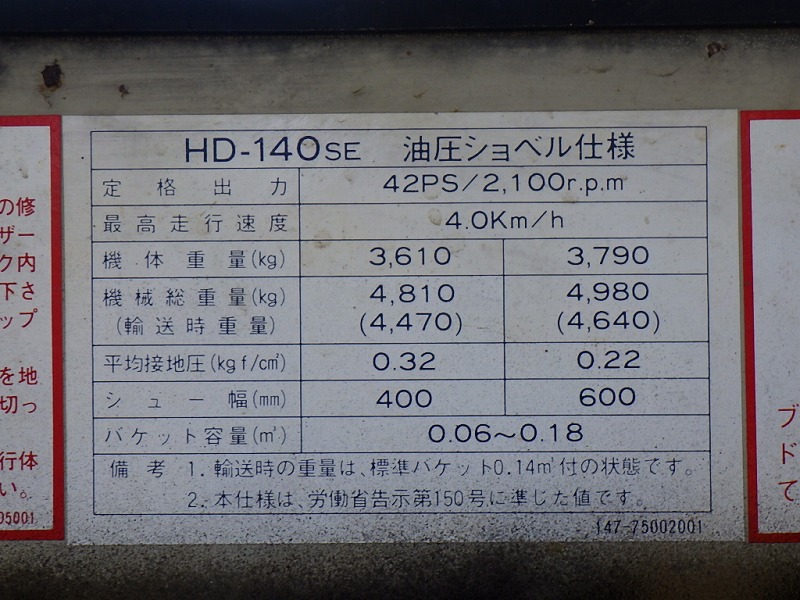 HD-140SE 油圧ショベル仕様
定格出力 42PS/2,100r.p.m
最高走行速度 4.0Km/h
機体重量(kg) 3,610 3,790
機械総重量(kg) 4,810 4,980
(輸送時重量) (4,470) (4,640)
平均接地圧(kgf/cm²) 0.32 0.22
シュー幅(mm) 400 600
バケット容量(m³) 0.06～0.18
備考 1. 輸送時の重量は、標準バケット0.14m³付の状態です。
2. 本仕様は、労働省告示第150号に準じた値です。
147-75002001
の修
ザー
ク内
下さ
ップ
を地
切っ
行体
い。
05001
ブ
ド
て